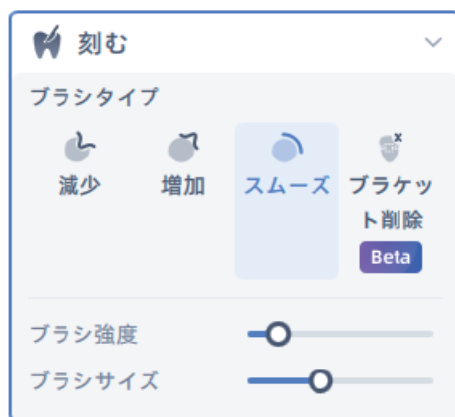 刻む
ブラシタイプ
減少
増加
スムーズ
ブラケッ
ト削除
Beta
ブラシ強度
ブラシサイズ